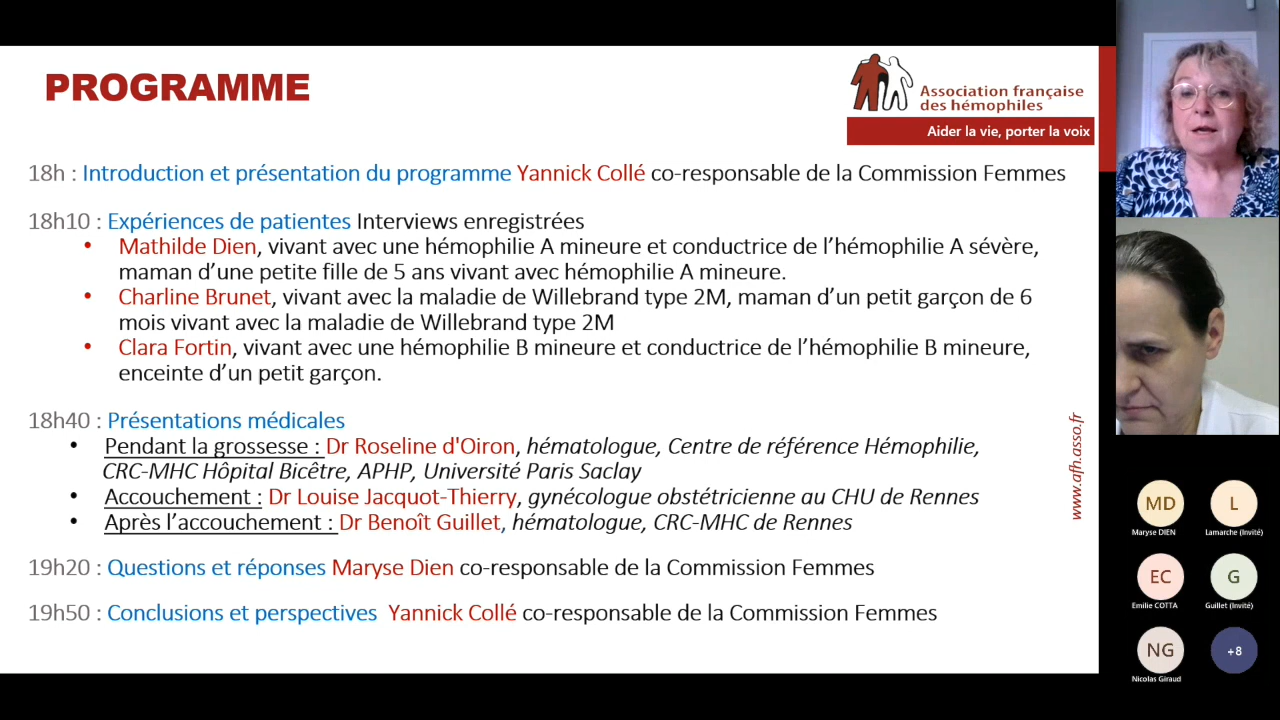 PROGRAMME
Association française
des hémophiles
Aider la vie, porter la voix
18h : Introduction et présentation du programme Yannick Collé co-responsable de la Commission Femmes
18h10 : Expériences de patientes Interviews enregistrées
• Mathilde Dien, vivant avec une hémophilie A mineure et conductrice de l’hémophilie A sévère,
maman d’une petite fille de 5 ans vivant avec hémophilie A mineure.
• Charline Brunet, vivant avec la maladie de Willebrand type 2M, maman d’un petit garçon de 6
mois vivant avec la maladie de Willebrand type 2M
• Clara Fortin, vivant avec une hémophilie B mineure et conductrice de l’hémophilie B mineure,
enceinte d’un petit garçon.
18h40 : Présentations médicales
• Pendant la grossesse : Dr Roseline d'Oiron, hématologue, Centre de référence Hémophilie,
CRC-MHC Hôpital Bicêtre, APHP, Université Paris Saclay
• Accouchement : Dr Louise Jacquot-Thierry, gynécologue obstétricienne au CHU de Rennes
• Après l’accouchement : Dr Benoît Guillet, hématologue, CRC-MHC de Rennes
19h20 : Questions et réponses Maryse Dien co-responsable de la Commission Femmes
19h50 : Conclusions et perspectives Yannick Collé co-responsable de la Commission Femmes
www.afh.asso.fr
MD
Maryse DIEN
L
Lamarche (Invité)
EC
Emilie COTTA
G
Guillet (Invité)
NG
Nicolas Giraud
+8